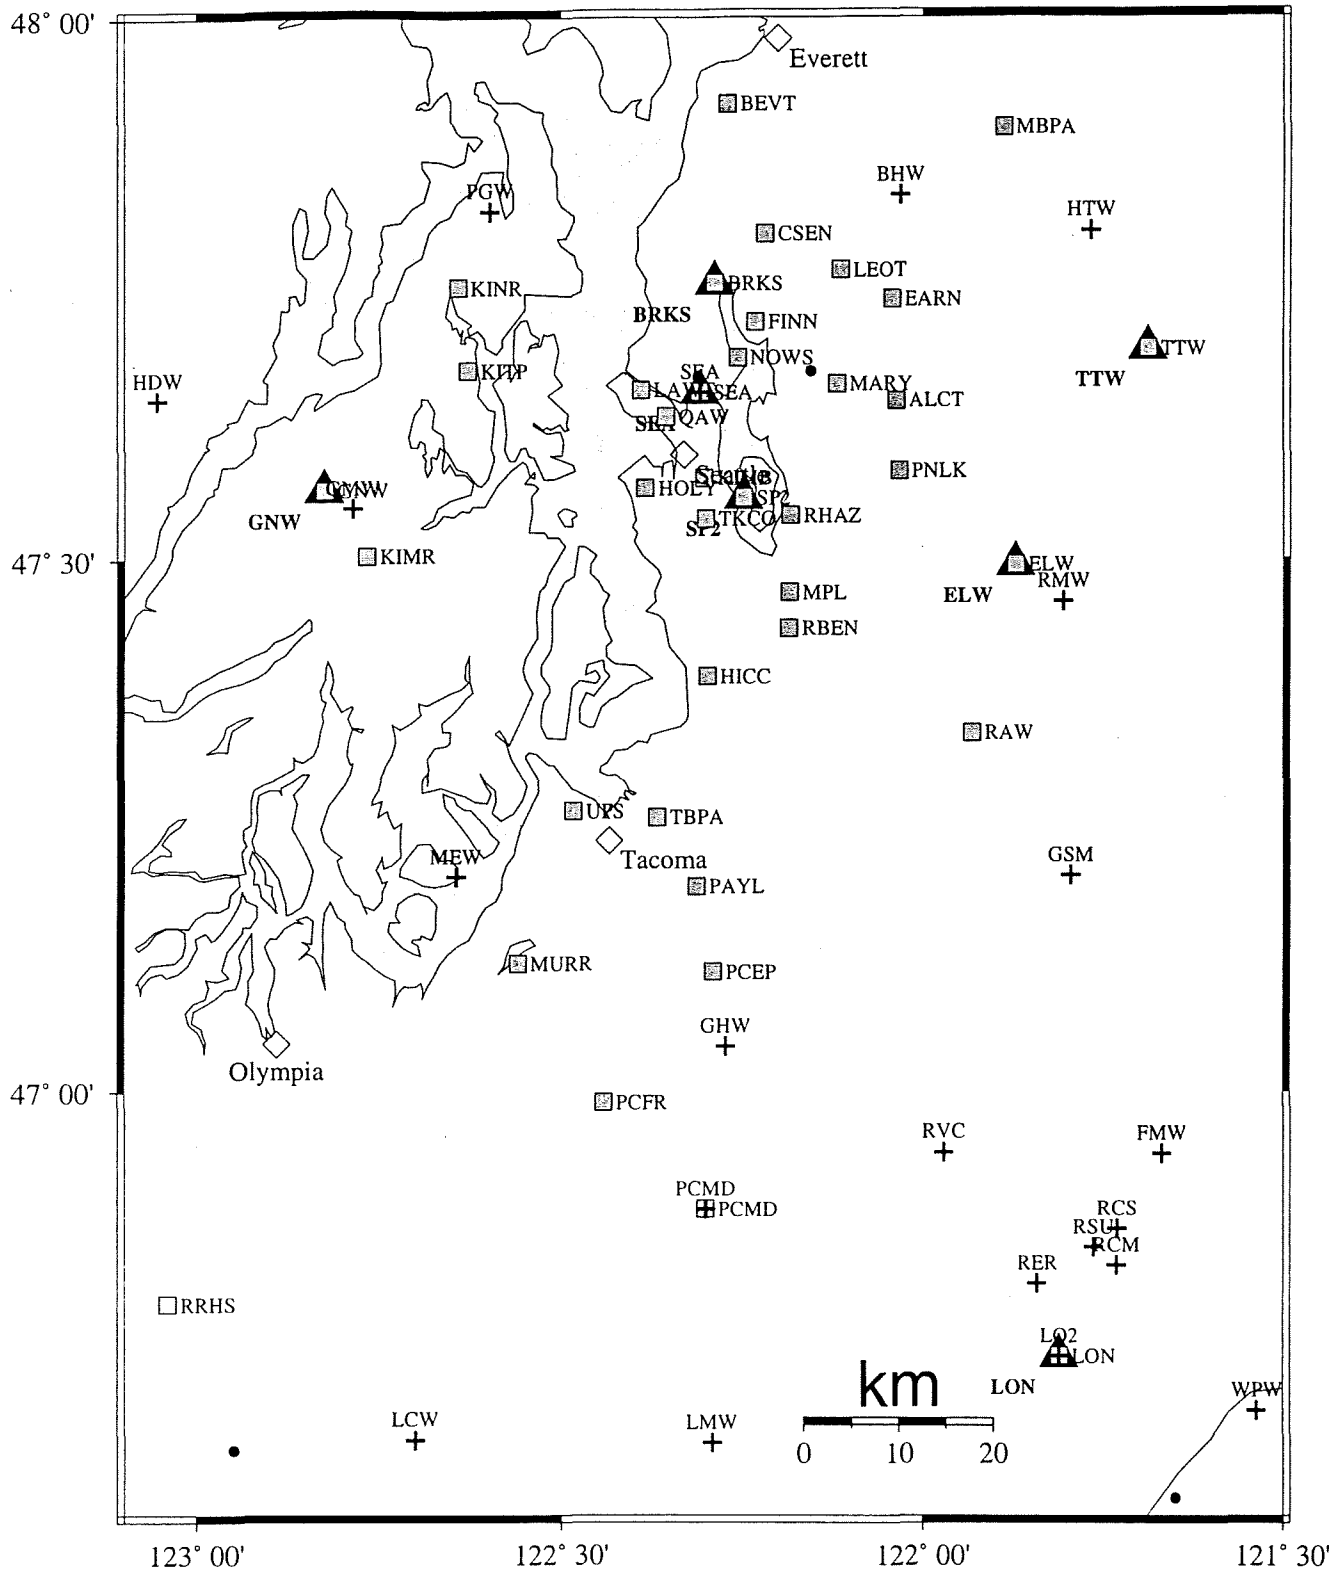 48° 00'
Everett
BEVT
MBPA
BHW
PGW
HTW
CSEN
LEOT
BRKS
KINR
EARN
BRKS
FINN
TTW
NOWS
KITP
SEA
TTW
HDW
MARY
LAW
SEA
ALCT
QAW
SEA
PNLK
Seattle
HOLY
GMW
SP2
GNW
TKCO
RHAZ
SP2
47° 30'
KIMR
ELW
RMW
ELW
MPL
RBEN
HICC
RAW
UPS
TBPA
Tacoma
MEW
GSM
PAYL
MURR
PCEP
GHW
Olympia
47° 00'
PCFR
RVC
FMW
PCMD
PCMD
RCS
RSU
RCM
RER
RRHS
LO2
LON
km
LON
WPW
LCW
LMW
0 10 20
123° 00' 122° 30' 122° 00' 121° 30'